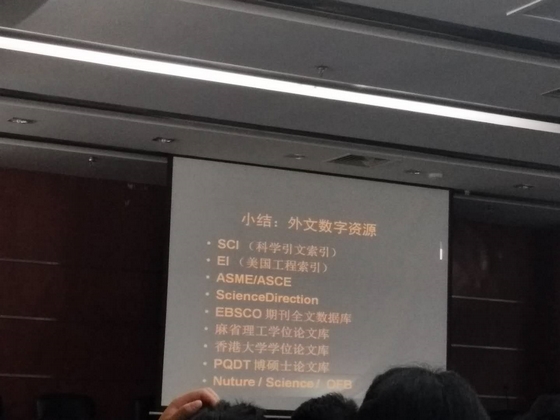 小结：外文数字资源
• SCI（科学引文索引）
• EI（美国工程索引）
• ASME/ASCE
• ScienceDirection
• EBSCO 期刊全文数据库
• 麻省理工学位论文库
• 香港大学学位论文库
• PQDT 博硕士论文库
• Nuture / Science / OFB